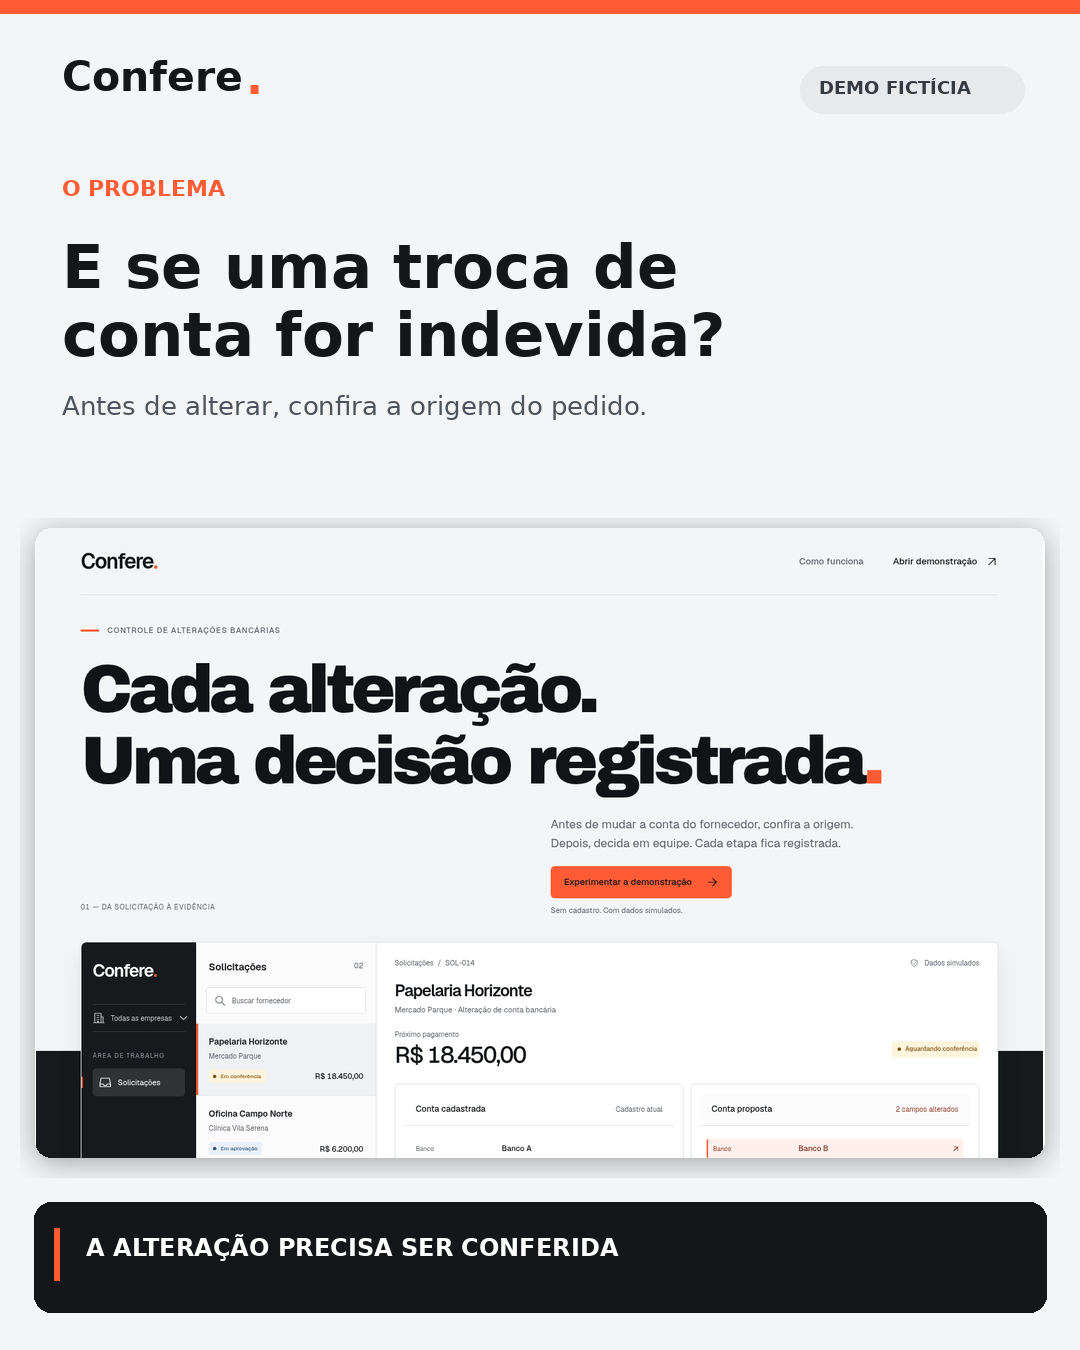 Confere.
DEMO FICTÍCIA
O PROBLEMA
E se uma troca de
conta for indevida?
Antes de alterar, confira a origem do pedido.
Confere.
Como funciona
Abrir demonstração
CONTROLE DE ALTERAÇÕES BANCÁRIAS
Cada alteração.
Uma decisão registrada.
Antes de mudar a conta do fornecedor, confira a origem.
Depois, decida em equipe. Cada etapa fica registrada.
Experimentar a demonstração
01 — DA SOLICITAÇÃO À EVIDÊNCIA
Sem cadastro. Com dados simulados.
Confere.
Todas as empresas
ÁREA DE TRABALHO
Solicitações
Solicitações 02
Buscar fornecedor
Papelaria Horizonte
Mercado Parque
Em conferência R$ 18.450,00
Oficina Campo Norte
Clínica Vila Serena
Em aprovação R$ 6.200,00
Solicitações / SOL-014
Dados simulados
Papelaria Horizonte
Mercado Parque · Alteração de conta bancária
Próximo pagamento
R$ 18.450,00
Aguardando conferência
Conta cadastrada Cadastro atual
Banco Banco A
Conta proposta 2 campos alterados
Banco Banco B
A ALTERAÇÃO PRECISA SER CONFERIDA